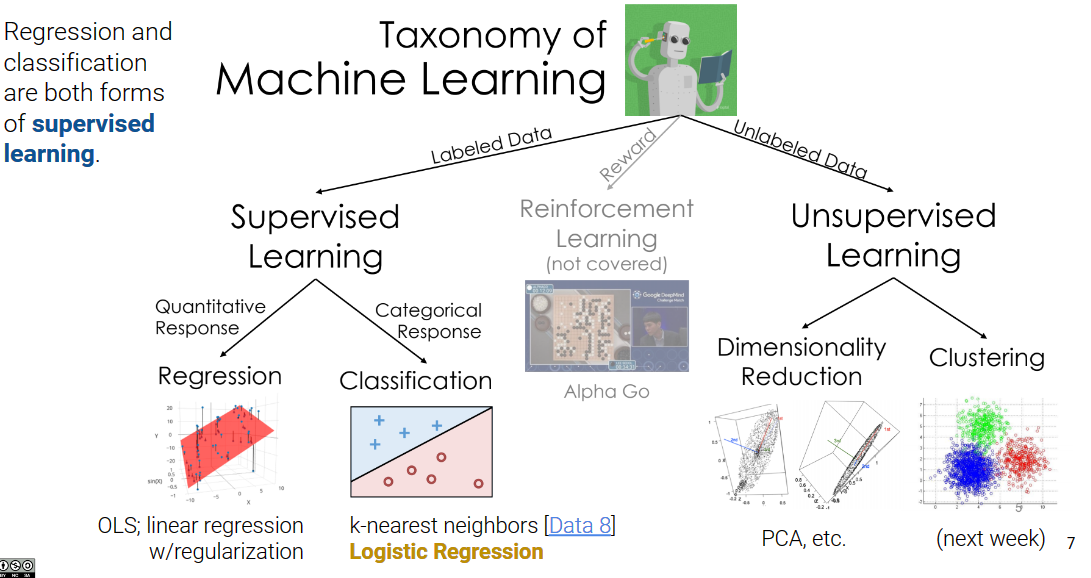 Regression and
classification
are both forms
of supervised
learning.
Taxonomy of
Machine Learning
Labeled Data
Reward
Unlabeled Data
Supervised
Learning
Reinforcement
Learning
(not covered)
Unsupervised
Learning
Quantitative
Response
Categorical
Response
Google DeepMind
Challenge Match
Alpha Go
Regression
Classification
Dimensionality
Reduction
Clustering
OLS; linear regression
w/regularization
k-nearest neighbors [Data 8]
Logistic Regression
PCA, etc.
(next week)
7